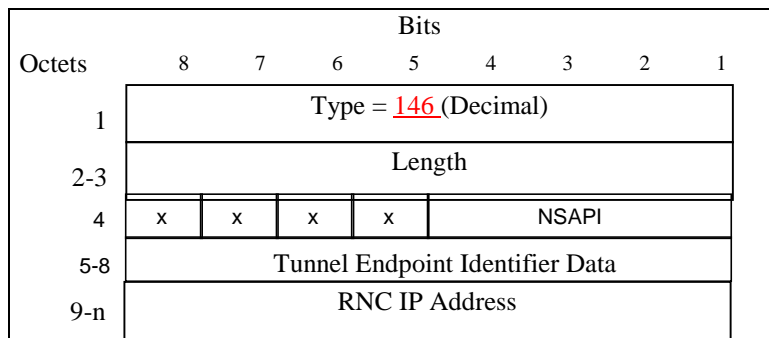 Bits
Octets 8 7 6 5 4 3 2 1
1 Type = 146 (Decimal)
2-3 Length
4 x x x x NSAPI
5-8 Tunnel Endpoint Identifier Data
9-n RNC IP Address